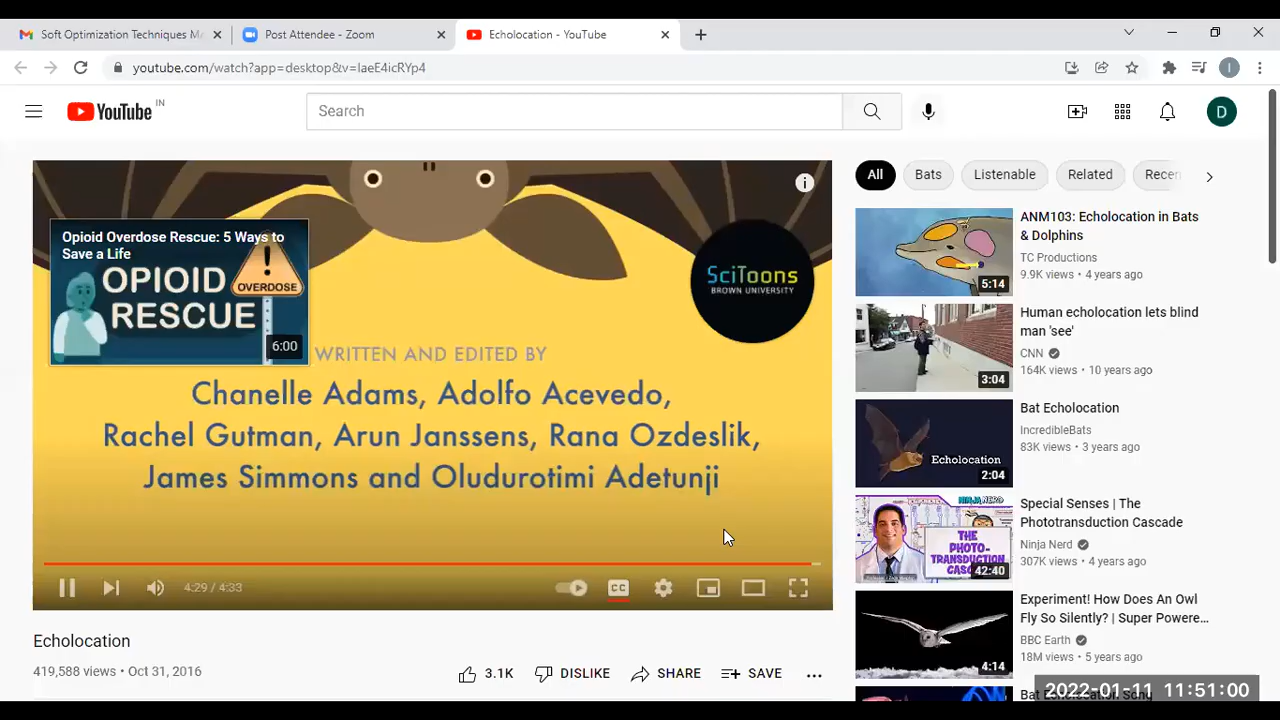 Soft Optimization Techniques M
Post Attendee - Zoom
Echolocation - YouTube
youtube.com/watch?app=desktop&v=IaeE4icRYp4
YouTube IN
Search
D
Opioid Overdose Rescue: 5 Ways to
Save a Life
OPIOID
RESCUE
OVERDOSE
6:00
SciToons
BROWN UNIVERSITY
WRITTEN AND EDITED BY
Chanelle Adams, Adolfo Acevedo,
Rachel Gutman, Arun Janssens, Rana Ozdeslik,
James Simmons and Oludurotimi Adetunji
4:29 / 4:33
CC
Echolocation
419,588 views • Oct 31, 2016
3.1K DISLIKE SHARE SAVE
All Bats Listenable Related Recen
ANM103: Echolocation in Bats
& Dolphins
TC Productions
9.9K views • 4 years ago
5:14
Human echolocation lets blind
man 'see'
CNN
164K views • 10 years ago
3:04
Bat Echolocation
IncredibleBats
83K views • 3 years ago
Echolocation
2:04
Special Senses | The
Phototransduction Cascade
Ninja Nerd
307K views • 4 years ago
NINJA NERD
THE
PHOTO-
TRANSDUCTION
42:40
Experiment! How Does An Owl
Fly So Silently? | Super Powere...
BBC Earth
18M views • 5 years ago
4:14
2022-01-11 11:51:00